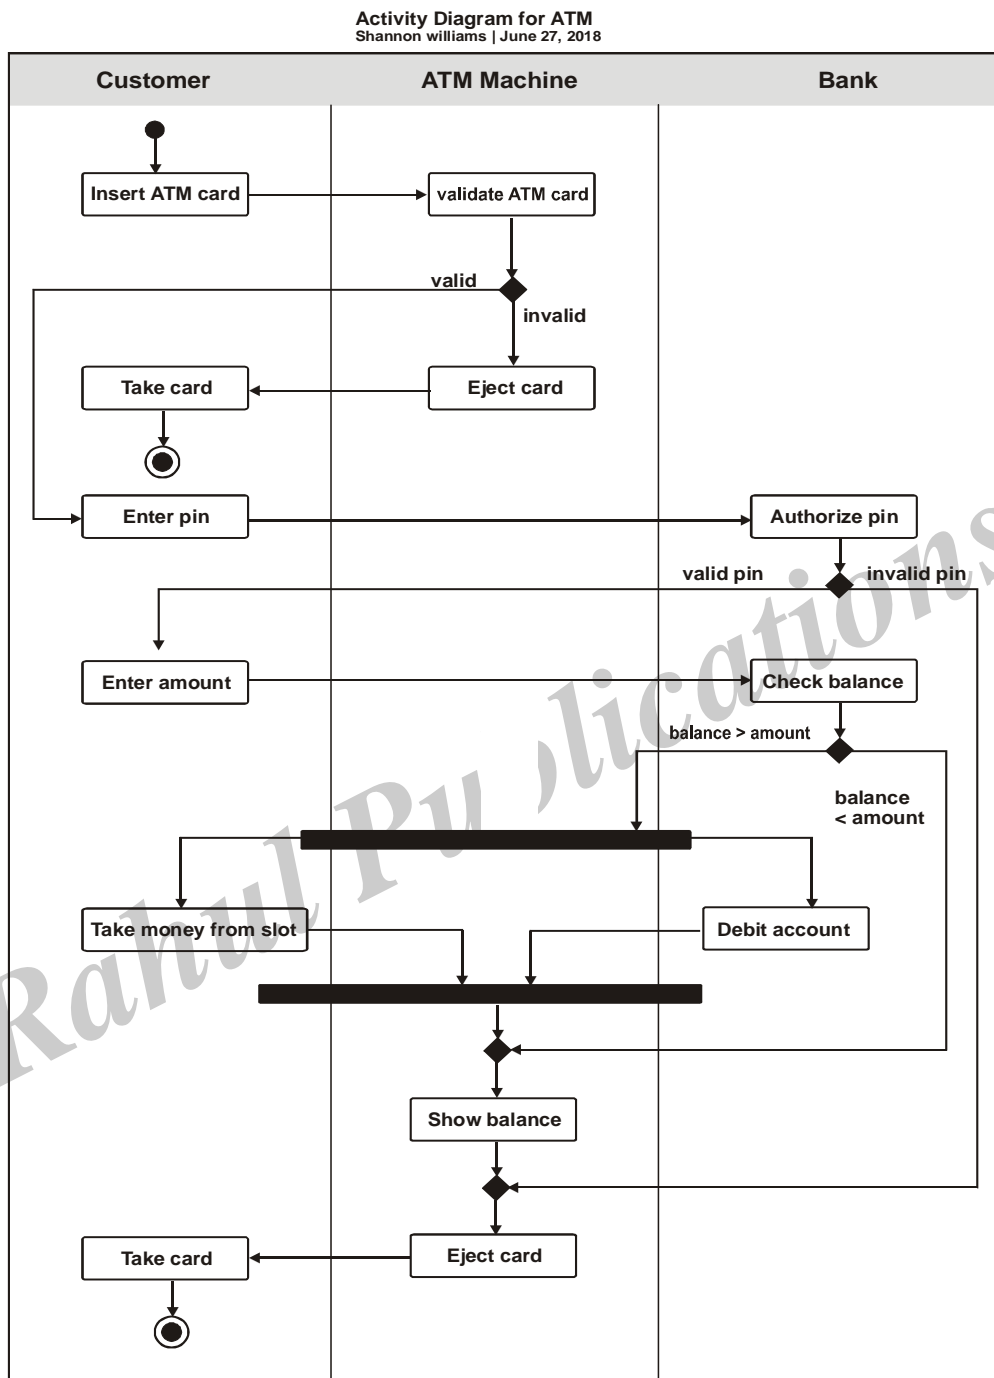 Activity Diagram for ATM
Shannon williams | June 27, 2018
Customer
ATM Machine
Bank
Insert ATM card
validate ATM card
valid
invalid
Take card
Eject card
Enter pin
Authorize pin
valid pin
invalid pin
Enter amount
Check balance
balance > amount
balance
< amount
Take money from slot
Debit account
Show balance
Take card
Eject card
Rahul Publications